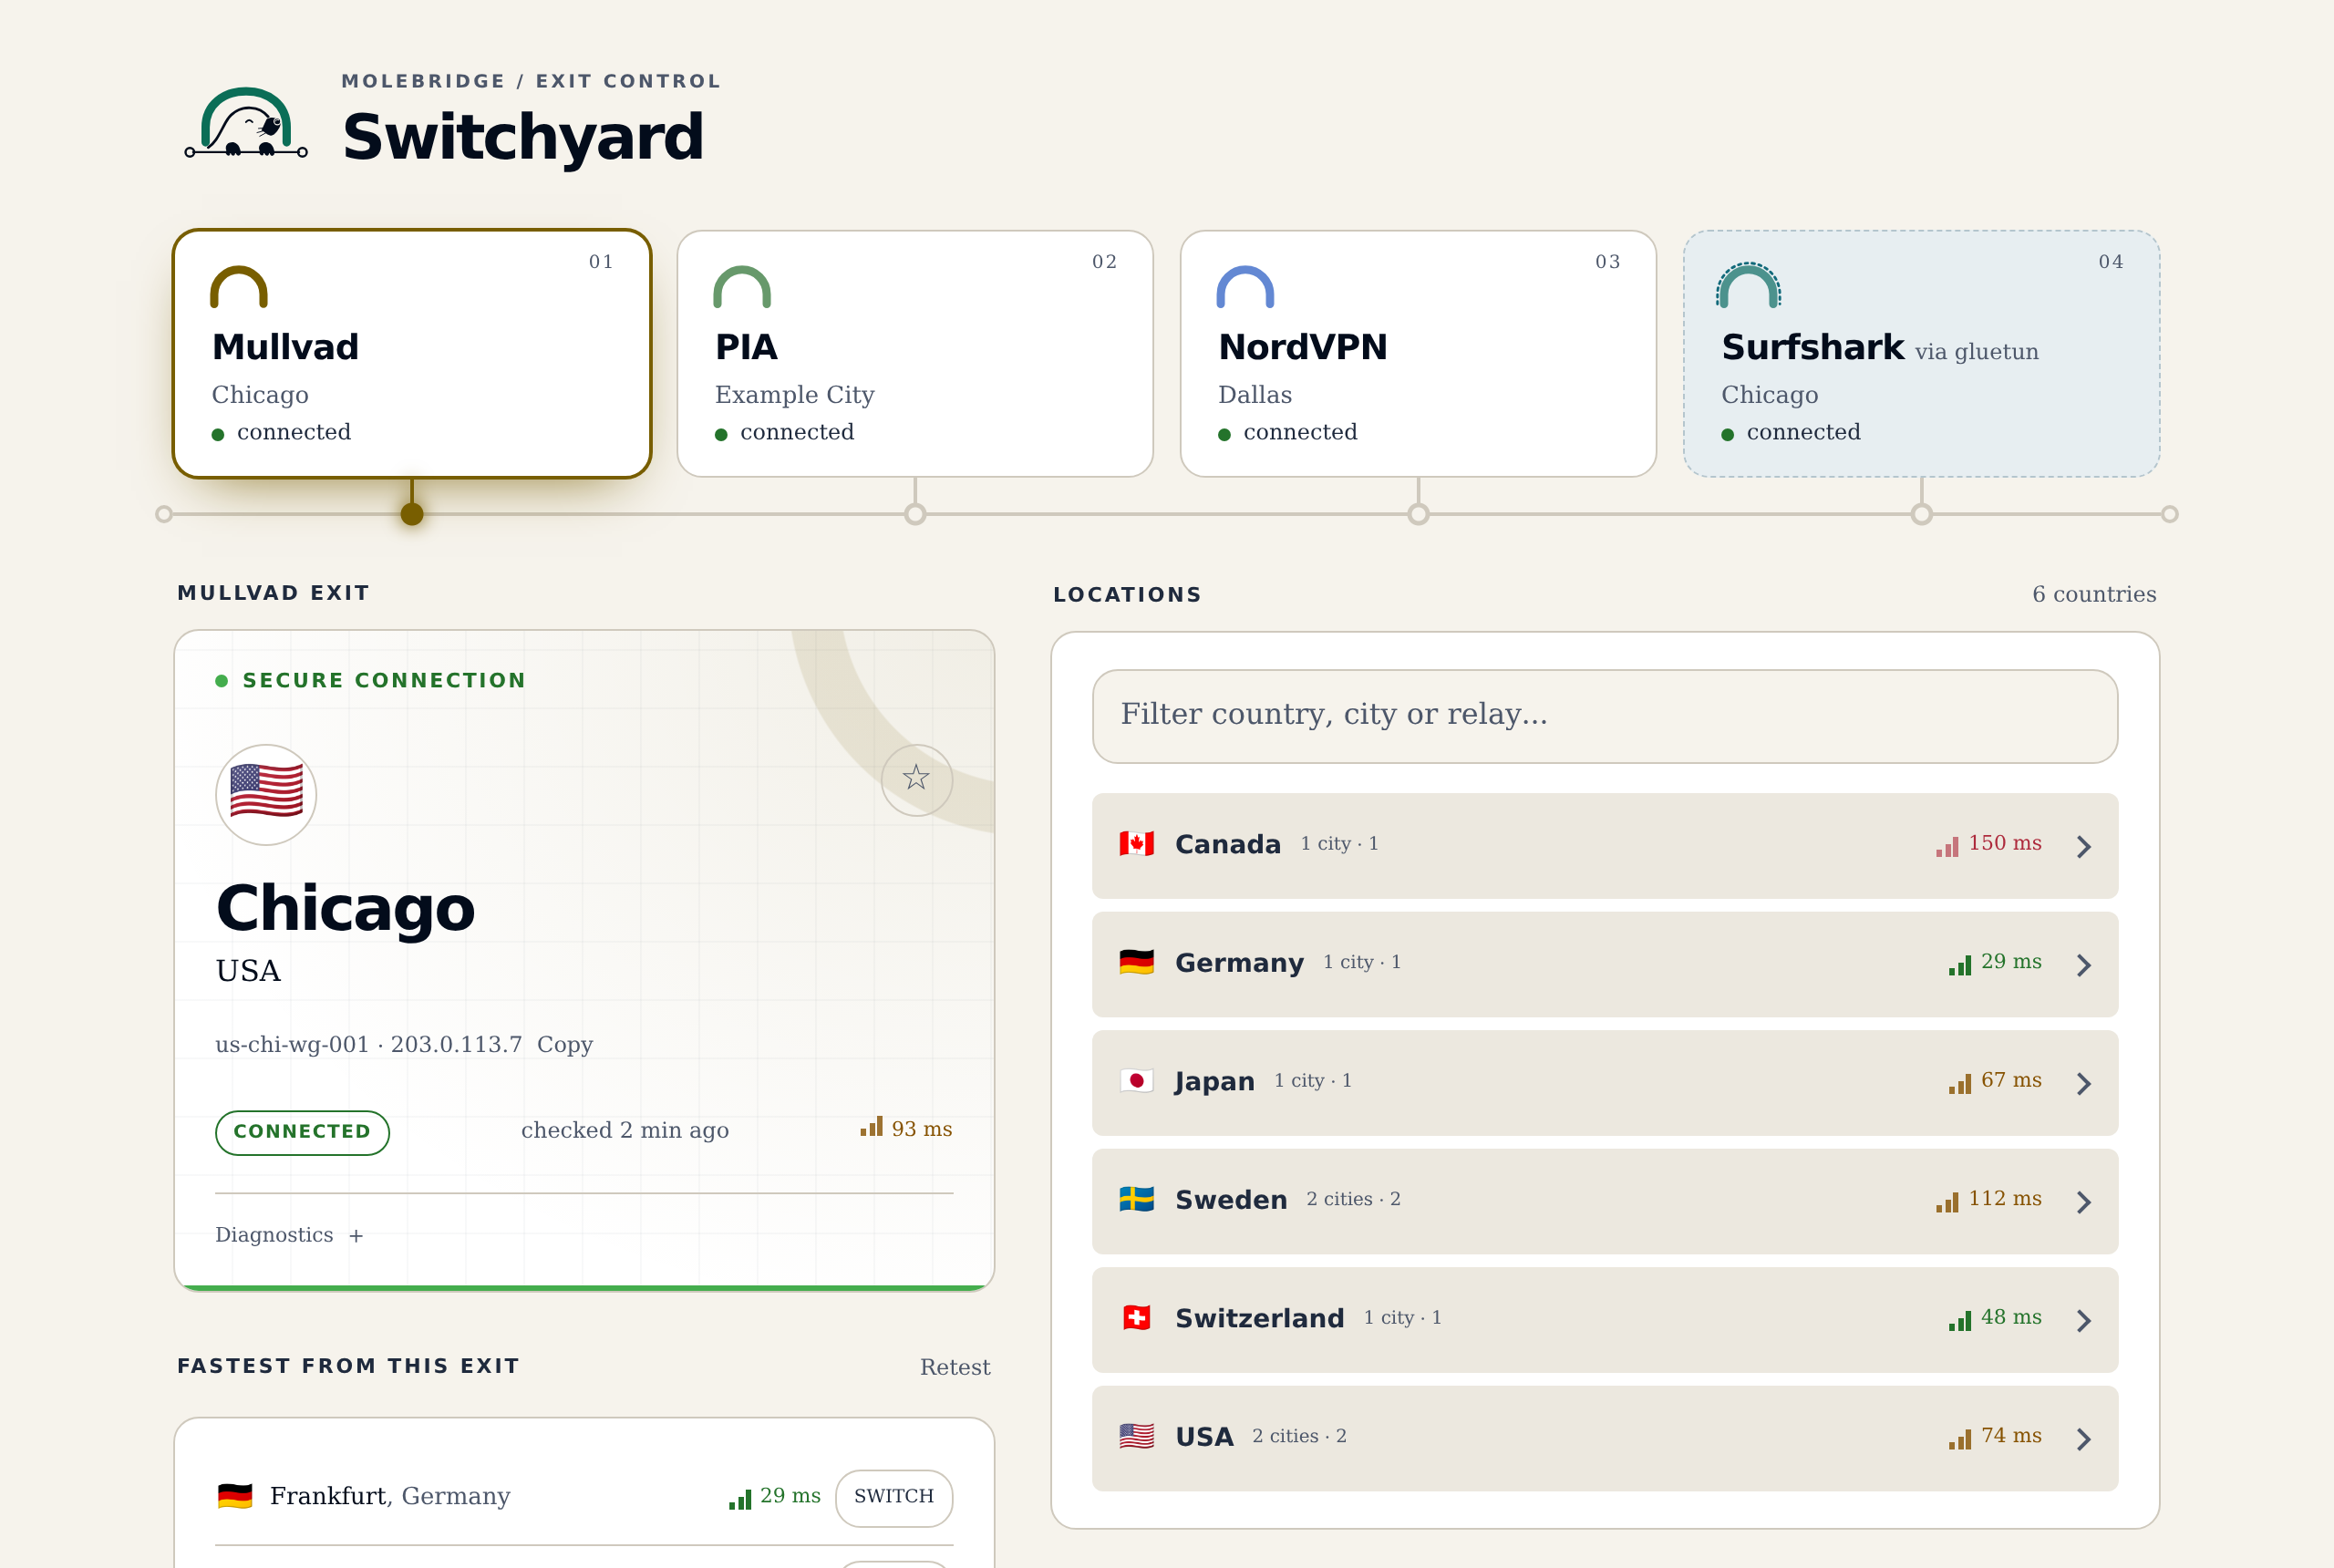 MOLEBRIDGE / EXIT CONTROL
Switchyard
01
Mullvad
Chicago
connected
02
PIA
Example City
connected
03
NordVPN
Dallas
connected
04
Surfshark via gluetun
Chicago
connected
MULLVAD EXIT
SECURE CONNECTION
☆
Chicago
USA
us-chi-wg-001 · 203.0.113.7 Copy
CONNECTED checked 2 min ago 93 ms
Diagnostics +
FASTEST FROM THIS EXIT Retest
Frankfurt, Germany 29 ms SWITCH
LOCATIONS 6 countries
Filter country, city or relay...
Canada 1 city · 1 150 ms
Germany 1 city · 1 29 ms
Japan 1 city · 1 67 ms
Sweden 2 cities · 2 112 ms
Switzerland 1 city · 1 48 ms
USA 2 cities · 2 74 ms